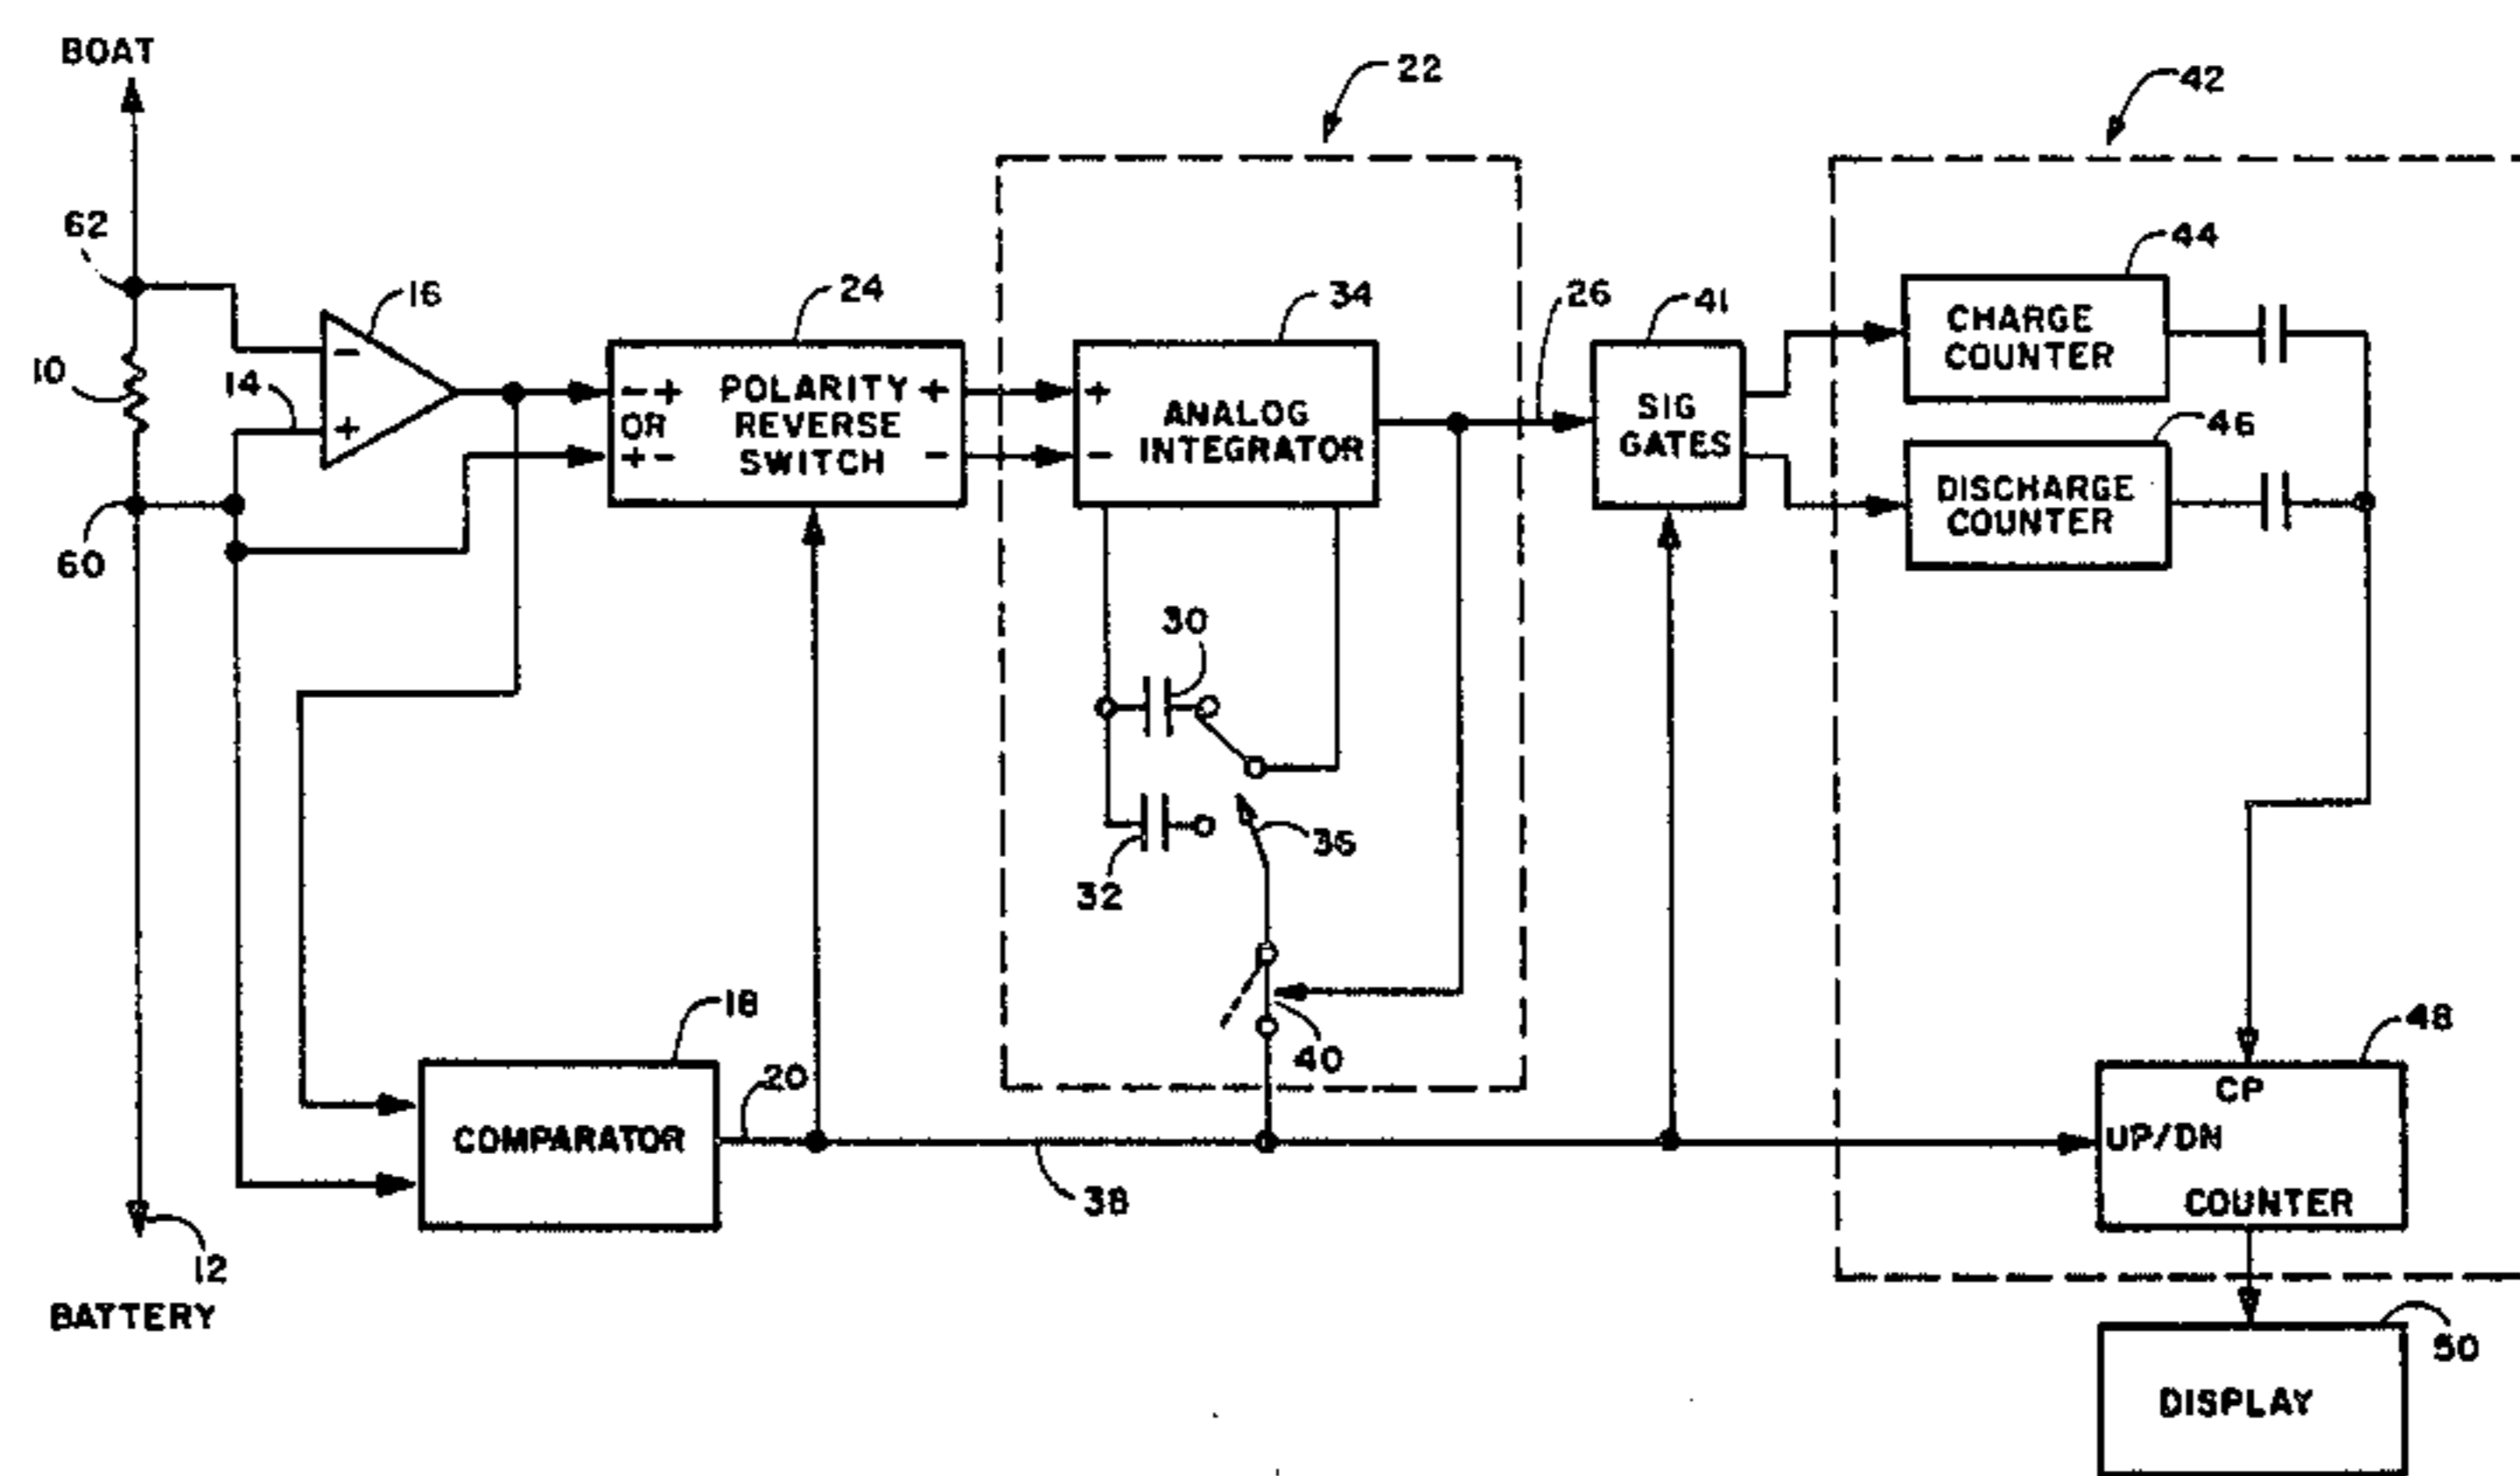 BOAT
22
42
62
44
16
24
34
26
41
10
14
-
+
-+
OR
+-
POLARITY
REVERSE
SWITCH
+
-
+
-
ANALOG
INTEGRATOR
SIG
GATES
CHARGE
COUNTER
46
DISCHARGE
COUNTER
60
30
36
32
18
40
48
20
COMPARATOR
CP
UP/DN
COUNTER
38
12
BATTERY
50
DISPLAY